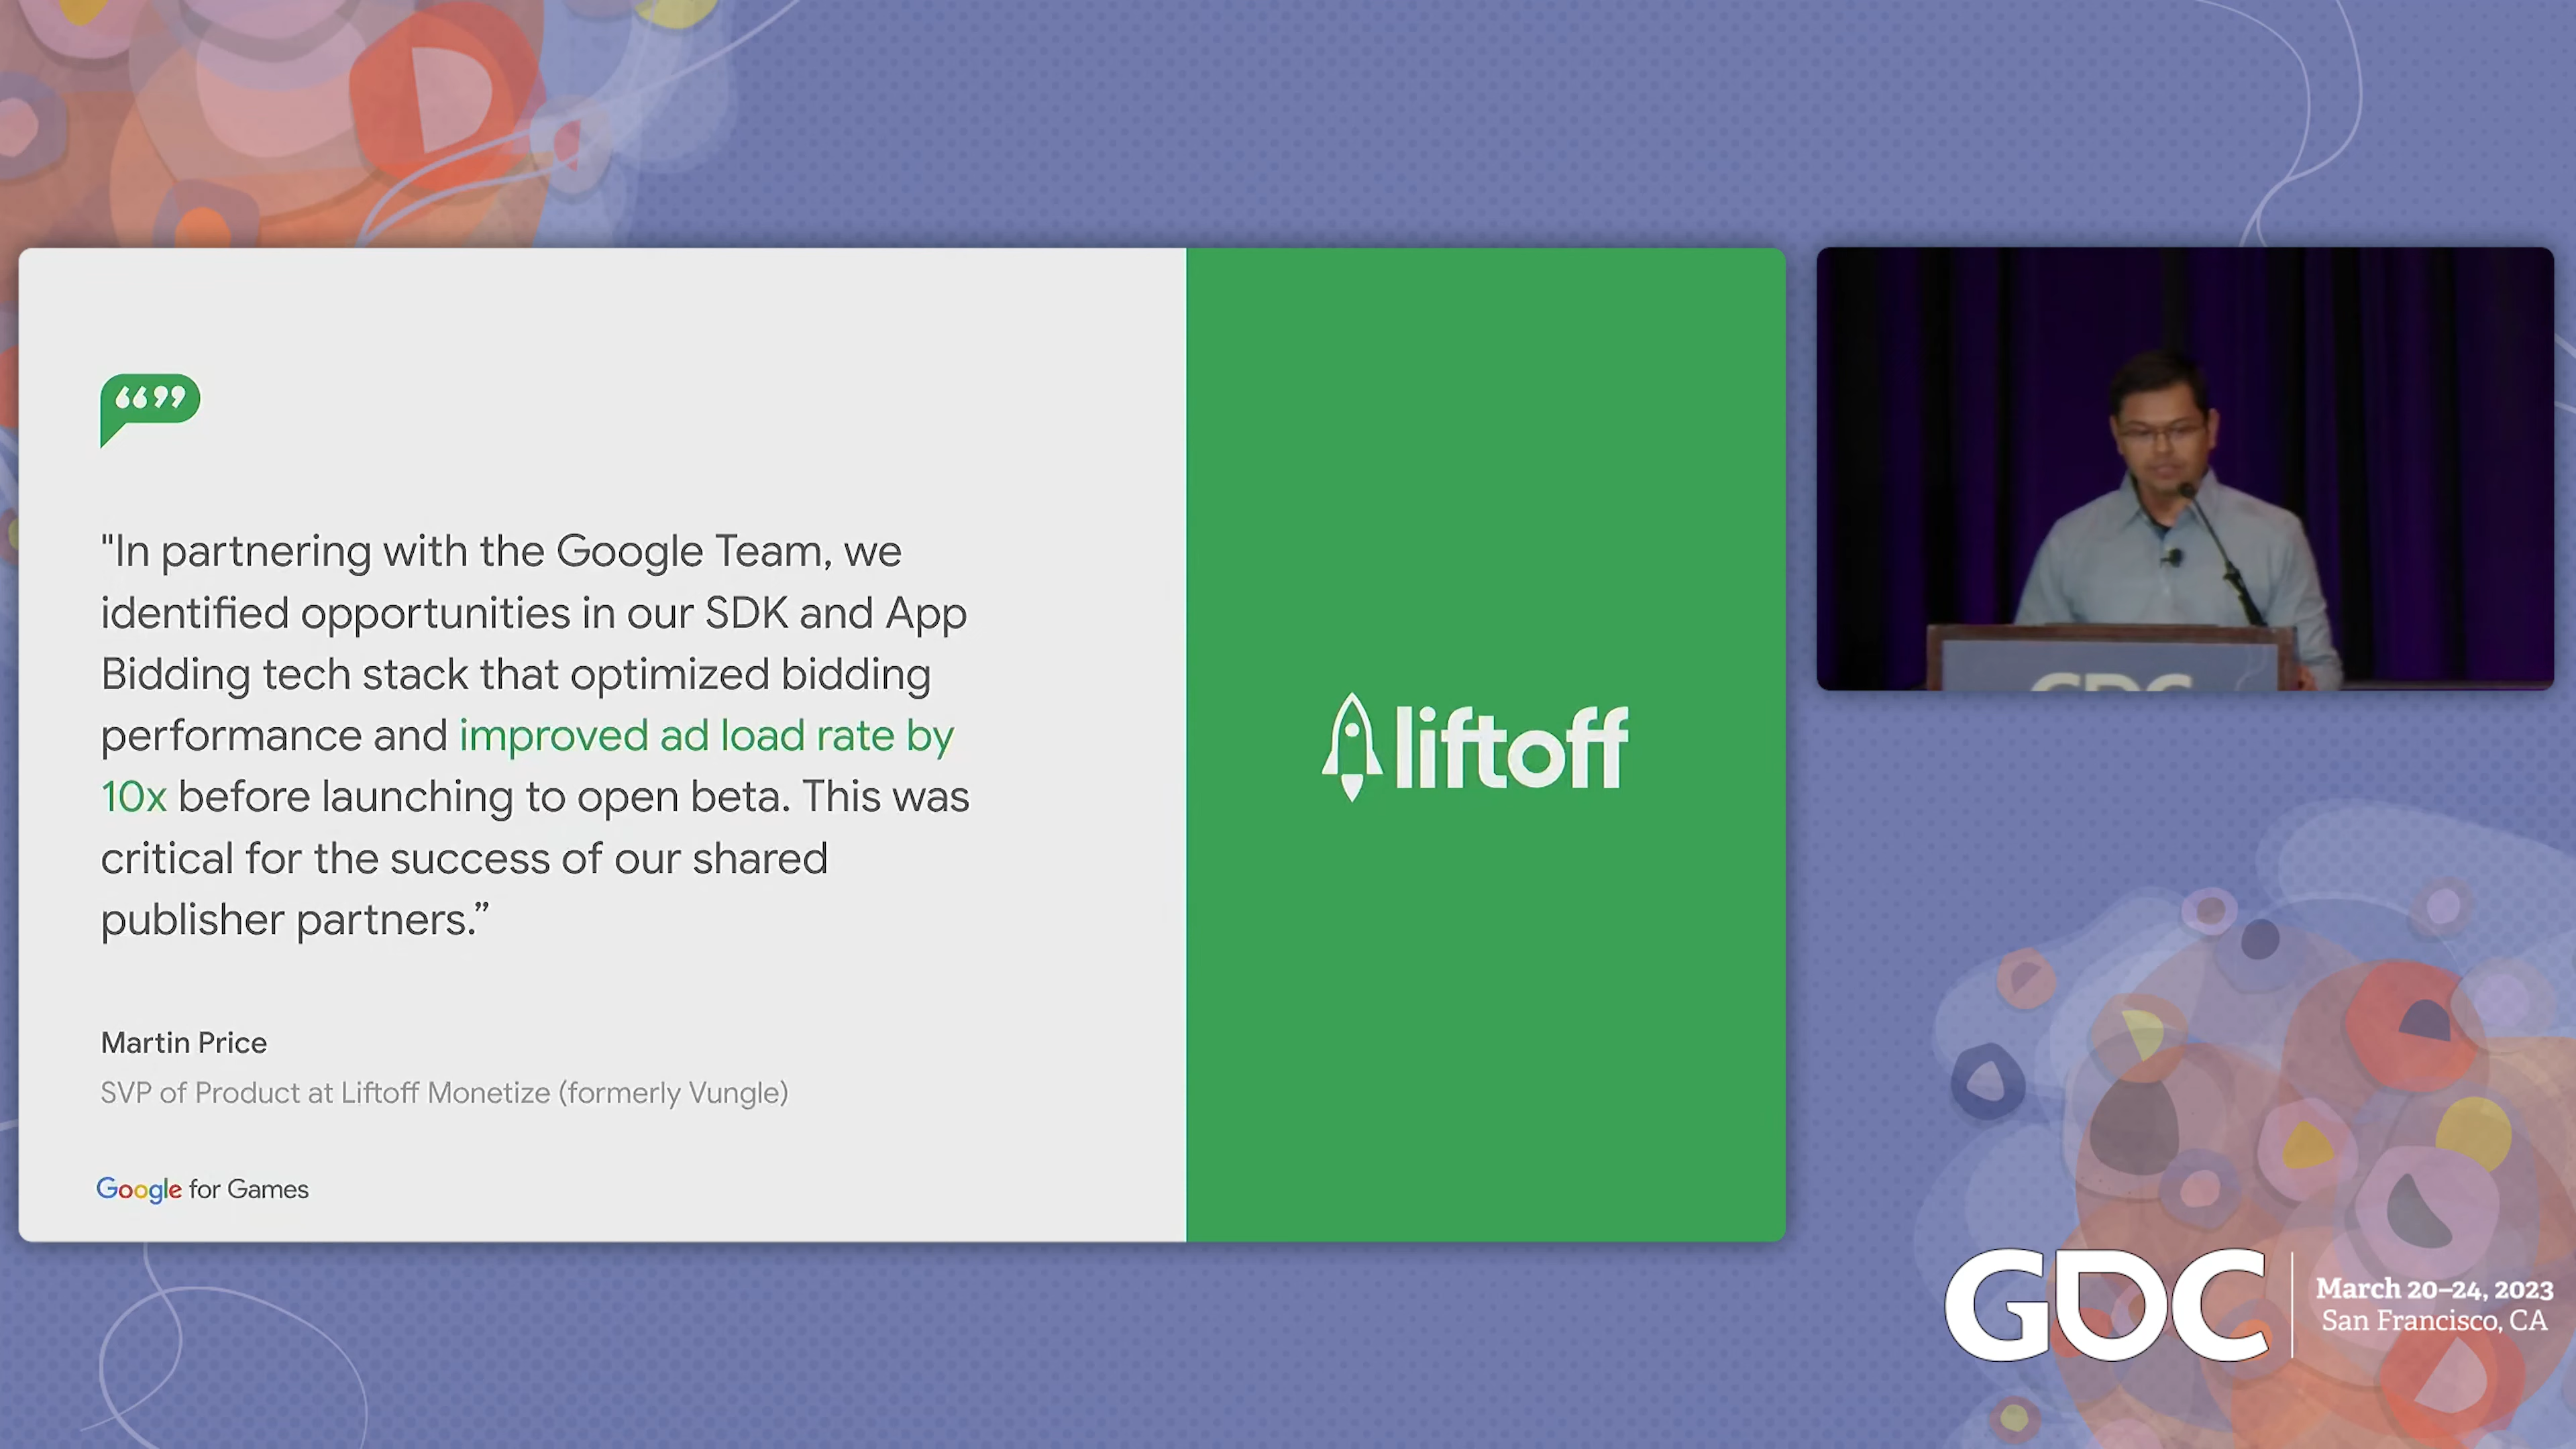 "In partnering with the Google Team, we
identified opportunities in our SDK and App
Bidding tech stack that optimized bidding
performance and improved ad load rate by
10x before launching to open beta. This was
critical for the success of our shared
publisher partners.”
Martin Price
SVP of Product at Liftoff Monetize (formerly Vungle)
Google for Games
liftoff
GDC
GDC
March 20–24, 2023
San Francisco, CA